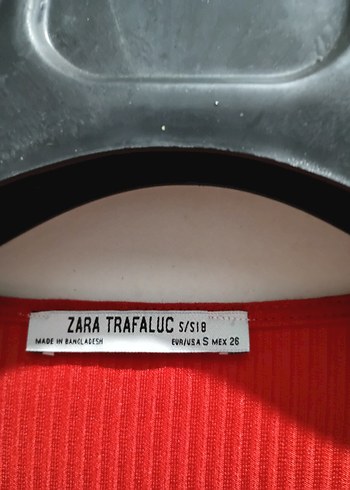 ZARA TRAFALUC S/S18
MADE IN BANGLADESH EUR/USA S MEX 26